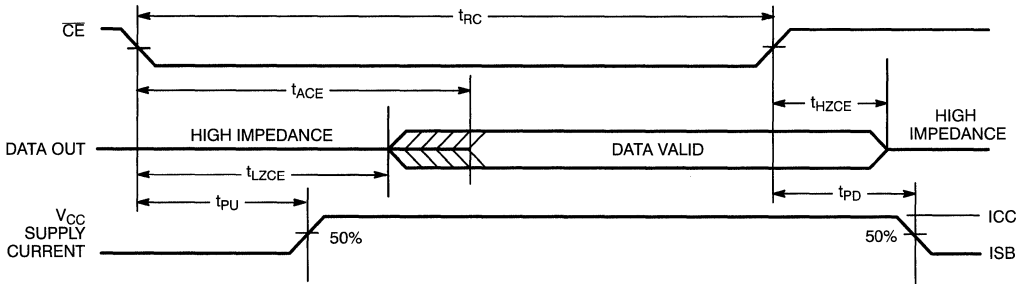 CE
tRC
tACE
tHZCE
DATA OUT
HIGH IMPEDANCE
DATA VALID
HIGH
IMPEDANCE
tLZCE
tPU
tPD
VCC
SUPPLY
CURRENT
50%
50%
ICC
ISB